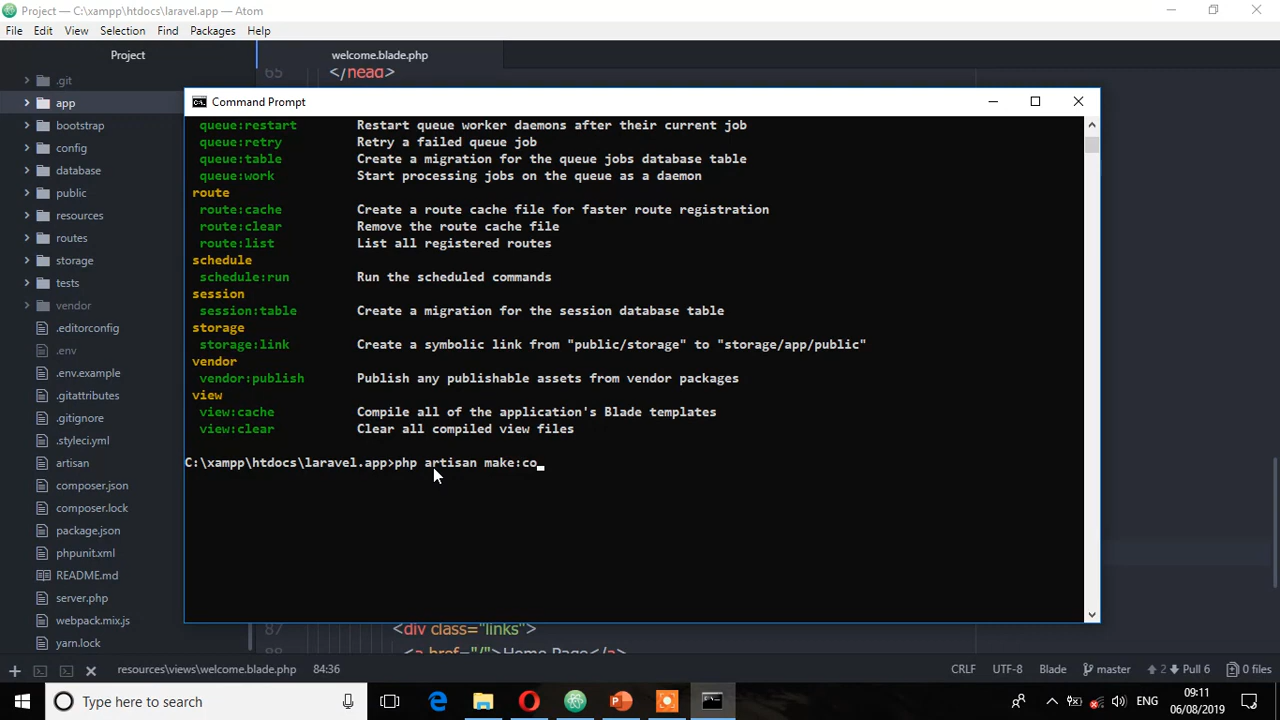 Project — C:\xampp\htdocs\laravel.app — Atom
File Edit View Selection Find Packages Help
Project
welcome.blade.php
.git
app
bootstrap
config
database
public
resources
routes
storage
tests
vendor
.editorconfig
.env
.env.example
.gitattributes
.gitignore
.styleci.yml
artisan
composer.json
composer.lock
package.json
phpunit.xml
README.md
server.php
webpack.mix.js
yarn.lock
65 </head>
Command Prompt
queue:restart Restart queue worker daemons after their current job
queue:retry Retry a failed queue job
queue:table Create a migration for the queue jobs database table
queue:work Start processing jobs on the queue as a daemon
route
route:cache Create a route cache file for faster route registration
route:clear Remove the route cache file
route:list List all registered routes
schedule
schedule:run Run the scheduled commands
session
session:table Create a migration for the session database table
storage
storage:link Create a symbolic link from "public/storage" to "storage/app/public"
vendor
vendor:publish Publish any publishable assets from vendor packages
view
view:cache Compile all of the application's Blade templates
view:clear Clear all compiled view files
C:\xampp\htdocs\laravel.app>php artisan make:co_
87 <div class="links">
88 <a href="/">Home Page</a>
resources\views\welcome.blade.php 84:36 CRLF UTF-8 Blade master 2 Pull 6 0 files
Type here to search
ENG
09:11
06/08/2019